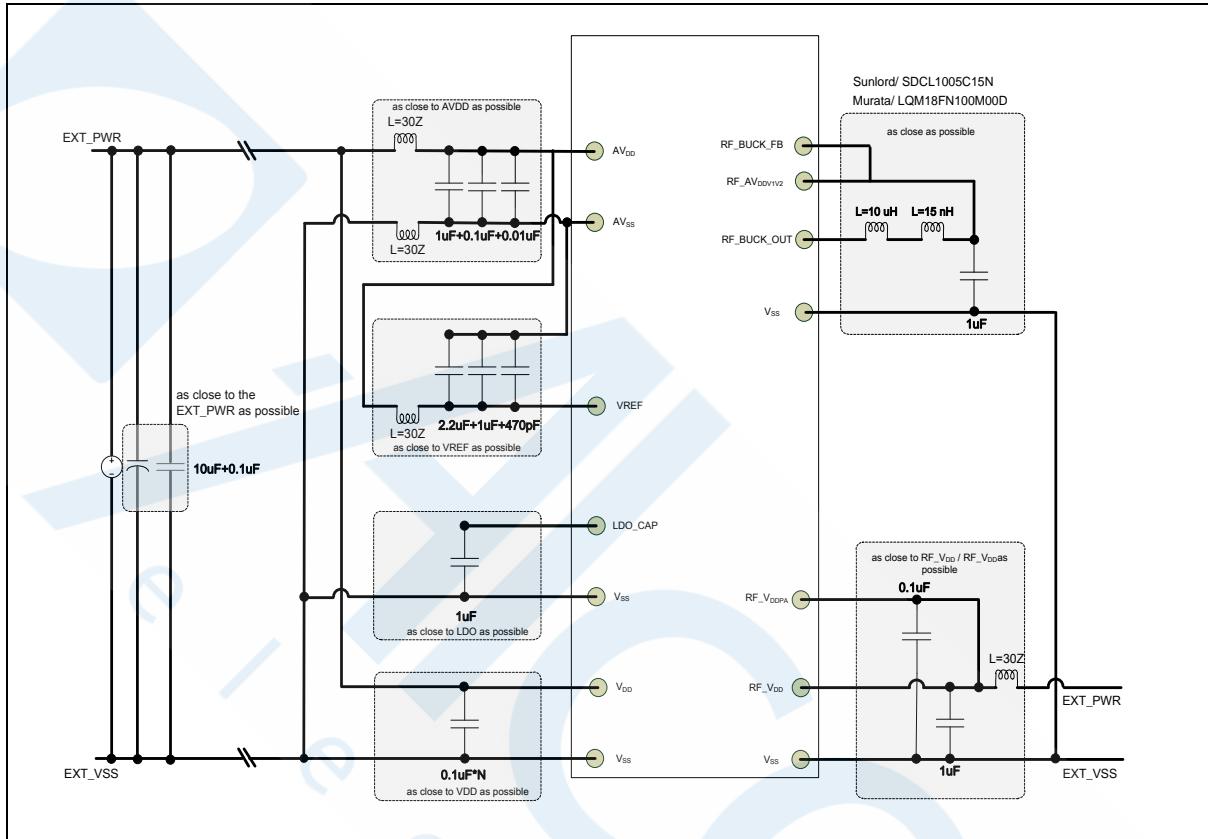 Sunlord/ SDCL1005C15N
Murata/ LQM18FN100M00D
as close to AVDD as possible
L=30Z
as close as possible
EXT_PWR
AVDD
RF_BUCK_FB
RF_AVDDV1V2
L=10 uH
L=15 nH
AVSS
RF_BUCK_OUT
1uF+0.1uF+0.01uF
L=30Z
VSS
1uF
as close to the
EXT_PWR as possible
10uF+0.1uF
VREF
2.2uF+1uF+470pF
L=30Z
as close to VREF as possible
LDO_CAP
VSS
1uF
as close to LDO as possible
as close to RF_VDD / RF_VDDas
possible
0.1uF
RF_VDDPA
L=30Z
VDD
RF_VDD
EXT_PWR
VSS
VSS
EXT_VSS
0.1uF*N
as close to VDD as possible
1uF
EXT_VSS
e l e